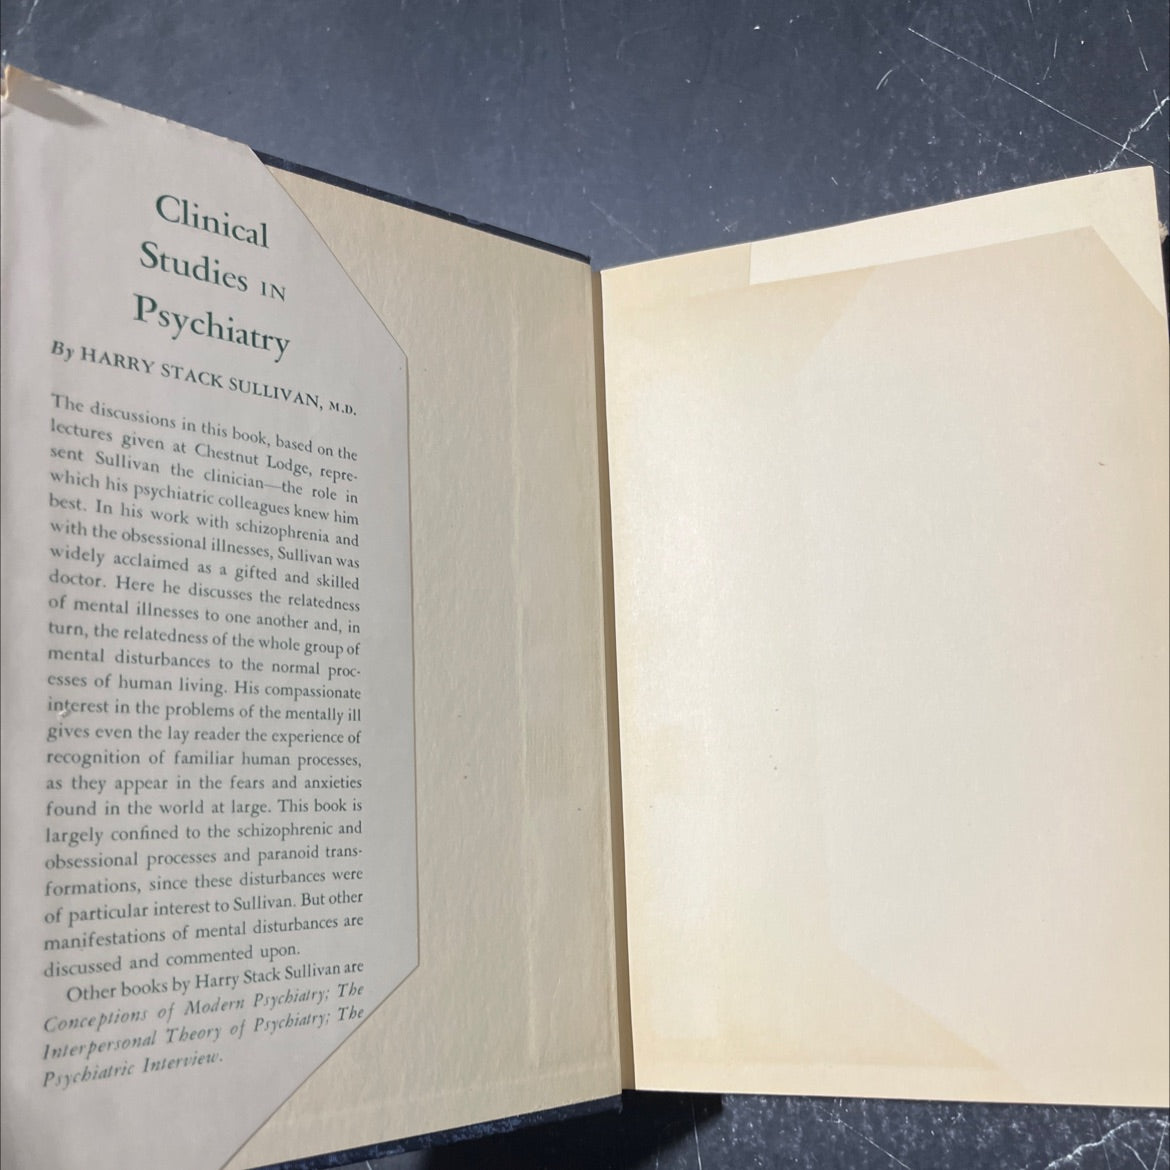 Clinical
Studies IN
Psychiatry
By HARRY STACK SULLIVAN, M.D.
The discussions in this book, based on the
lectures given at Chestnut Lodge, repre-
sent Sullivan the clinician—the role in
which his psychiatric colleagues knew him
best. In his work with schizophrenia and
with the obsessional illnesses, Sullivan was
widely acclaimed as a gifted and skilled
doctor. Here he discusses the relatedness
of mental illnesses to one another and, in
turn, the relatedness of the whole group of
mental disturbances to the normal proc-
esses of human living. His compassionate
interest in the problems of the mentally ill
gives even the lay reader the experience of
recognition of familiar human processes,
as they appear in the fears and anxieties
found in the world at large. This book is
largely confined to the schizophrenic and
obsessional processes and paranoid trans-
formations, since these disturbances were
of particular interest to Sullivan. But other
manifestations of mental disturbances are
discussed and commented upon.
Other books by Harry Stack Sullivan are
Conceptions of Modern Psychiatry; The
Interpersonal Theory of Psychiatry; The
Psychiatric Interview.